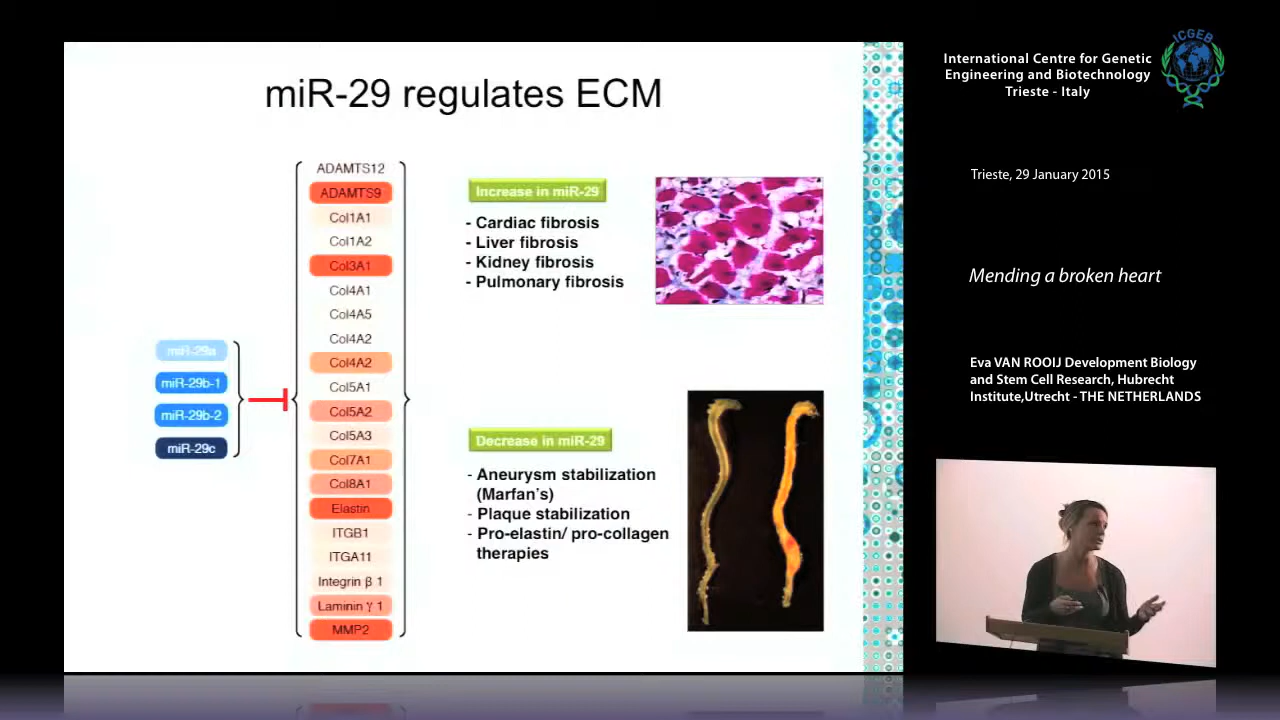 miR-29 regulates ECM
miR-29a
miR-29b-1
miR-29b-2
miR-29c
ADAMTS12
ADAMTS9
Col1A1
Col1A2
Col3A1
Col4A1
Col4A5
Col4A2
Col4A2
Col5A1
Col5A2
Col5A3
Col7A1
Col8A1
Elastin
ITGB1
ITGA11
Integrin β 1
Laminin γ 1
MMP2
Increase in miR-29
- Cardiac fibrosis
- Liver fibrosis
- Kidney fibrosis
- Pulmonary fibrosis
Decrease in miR-29
- Aneurysm stabilization
(Marfan's)
- Plaque stabilization
- Pro-elastin/ pro-collagen
therapies
International Centre for Genetic
Engineering and Biotechnology
Trieste - Italy
ICGEB
Trieste, 29 January 2015
Mending a broken heart
Eva VAN ROOIJ Development Biology
and Stem Cell Research, Hubrecht
Institute,Utrecht - THE NETHERLANDS